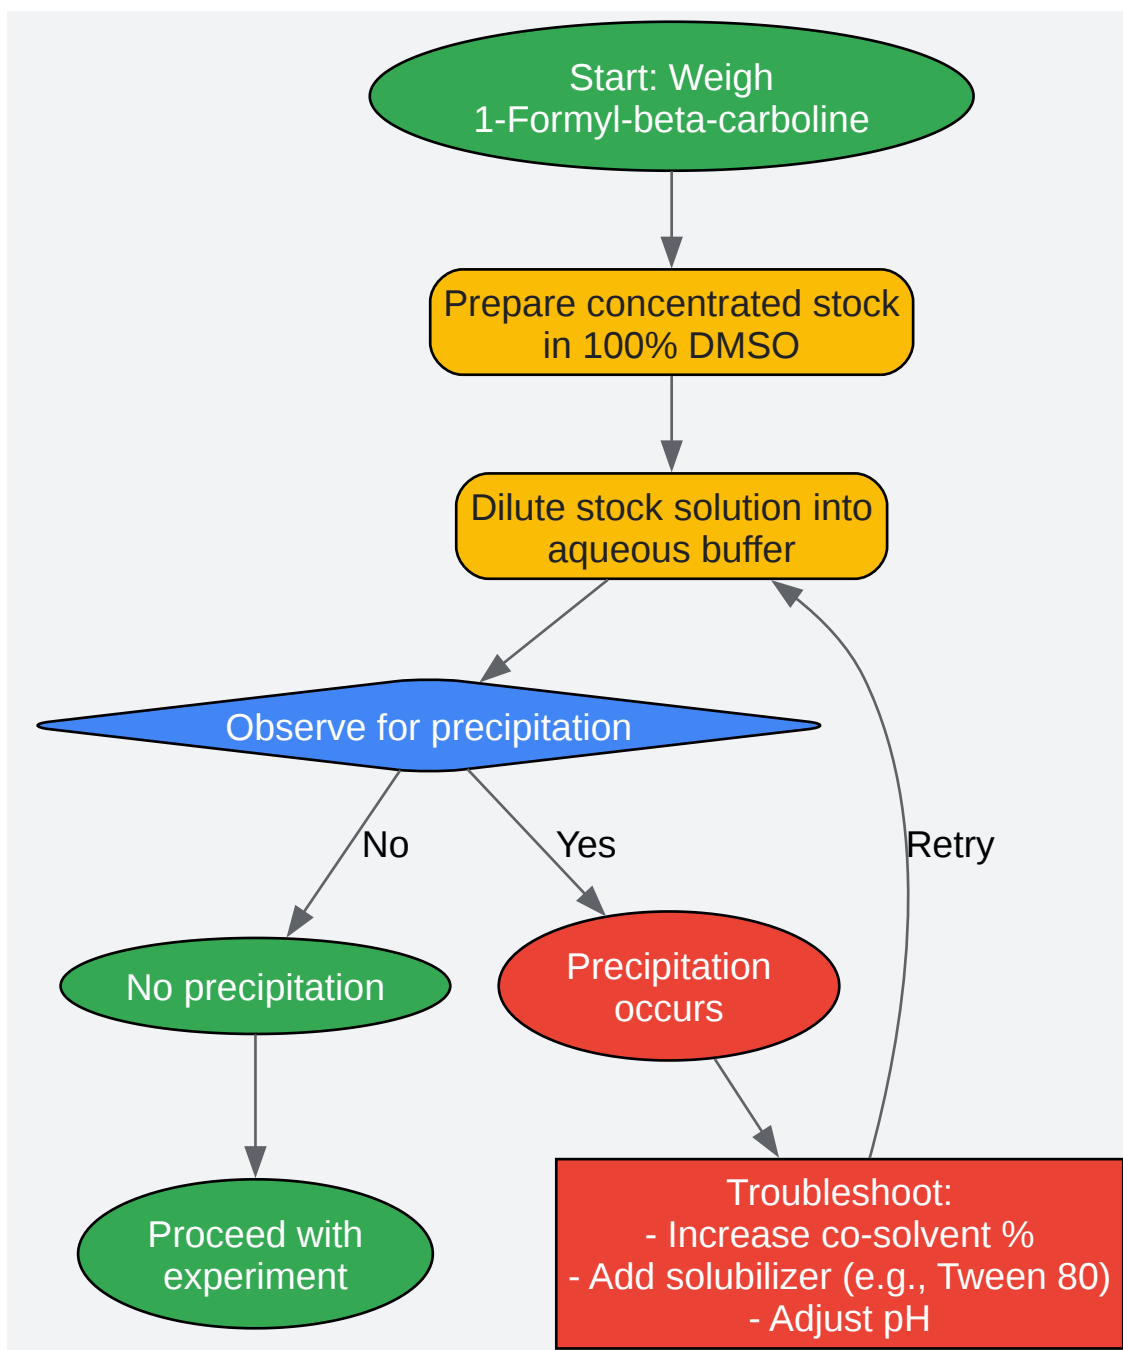 Start: Weigh
1-Formyl-beta-carboline
Prepare concentrated stock
in 100% DMSO
Dilute stock solution into
aqueous buffer
Observe for precipitation
No
Yes
Retry
No precipitation
Precipitation
occurs
Proceed with
experiment
Troubleshoot:
- Increase co-solvent %
- Add solubilizer (e.g., Tween 80)
- Adjust pH